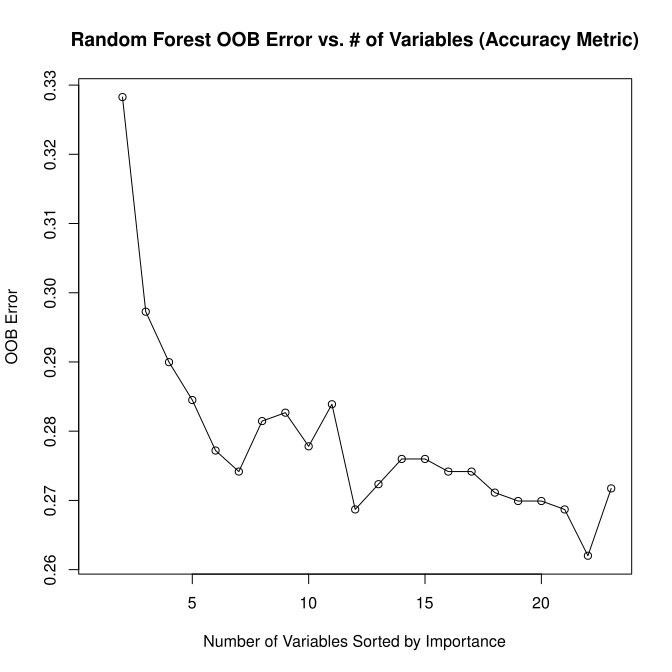 Random Forest OOB Error vs. # of Variables (Accuracy Metric)
0.33
0.32
0.31
0.30
0.29
0.28
0.27
0.26
OOB Error
5 10 15 20
Number of Variables Sorted by Importance